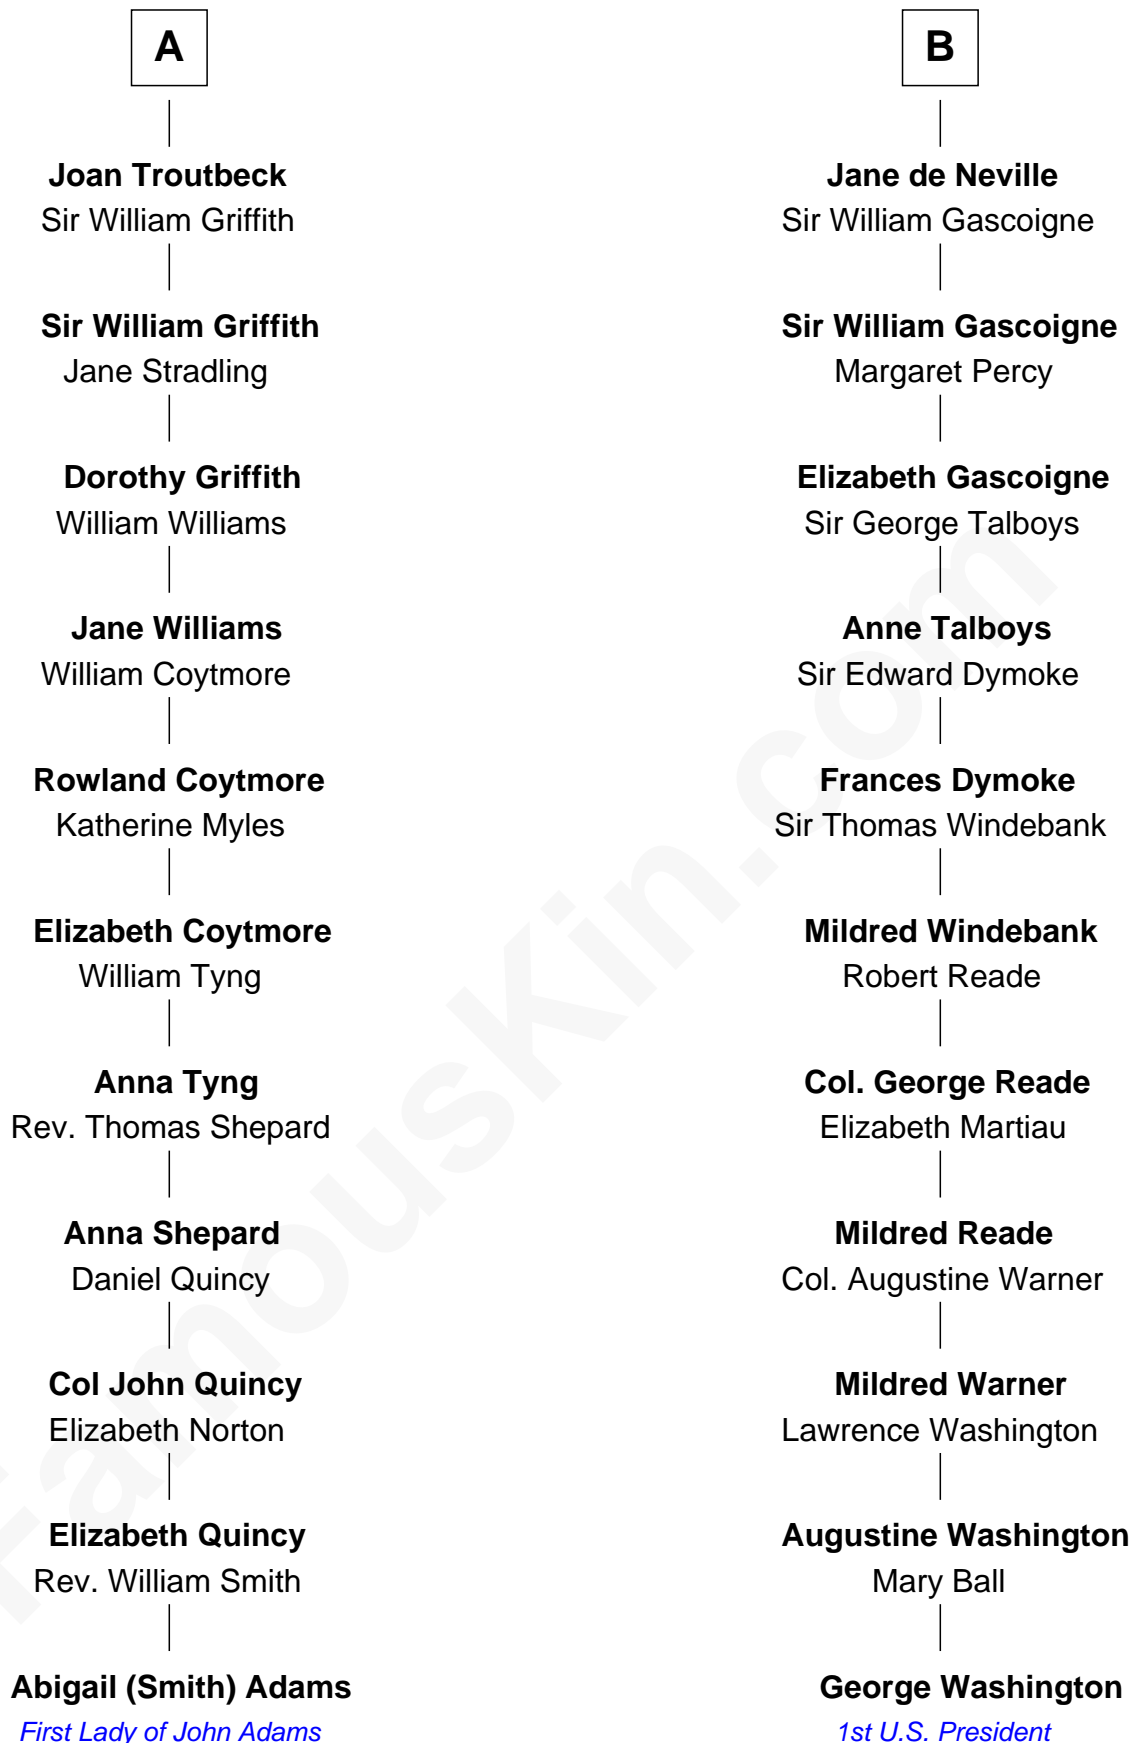 A
Joan Troutbeck
Sir William Griffith
Sir William Griffith
Jane Stradling
Dorothy Griffith
William Williams
Jane Williams
William Coytmore
Rowland Coytmore
Katherine Myles
Elizabeth Coytmore
William Tyng
Anna Tyng
Rev. Thomas Shepard
Anna Shepard
Daniel Quincy
Col John Quincy
Elizabeth Norton
Elizabeth Quincy
Rev. William Smith
Abigail (Smith) Adams
First Lady of John Adams
B
Jane de Neville
Sir William Gascoigne
Sir William Gascoigne
Margaret Percy
Elizabeth Gascoigne
Sir George Talboys
Anne Talboys
Sir Edward Dymoke
Frances Dymoke
Sir Thomas Windebank
Mildred Windebank
Robert Reade
Col. George Reade
Elizabeth Martiau
Mildred Reade
Col. Augustine Warner
Mildred Warner
Lawrence Washington
Augustine Washington
Mary Ball
George Washington
1st U.S. President
FamousKin.com